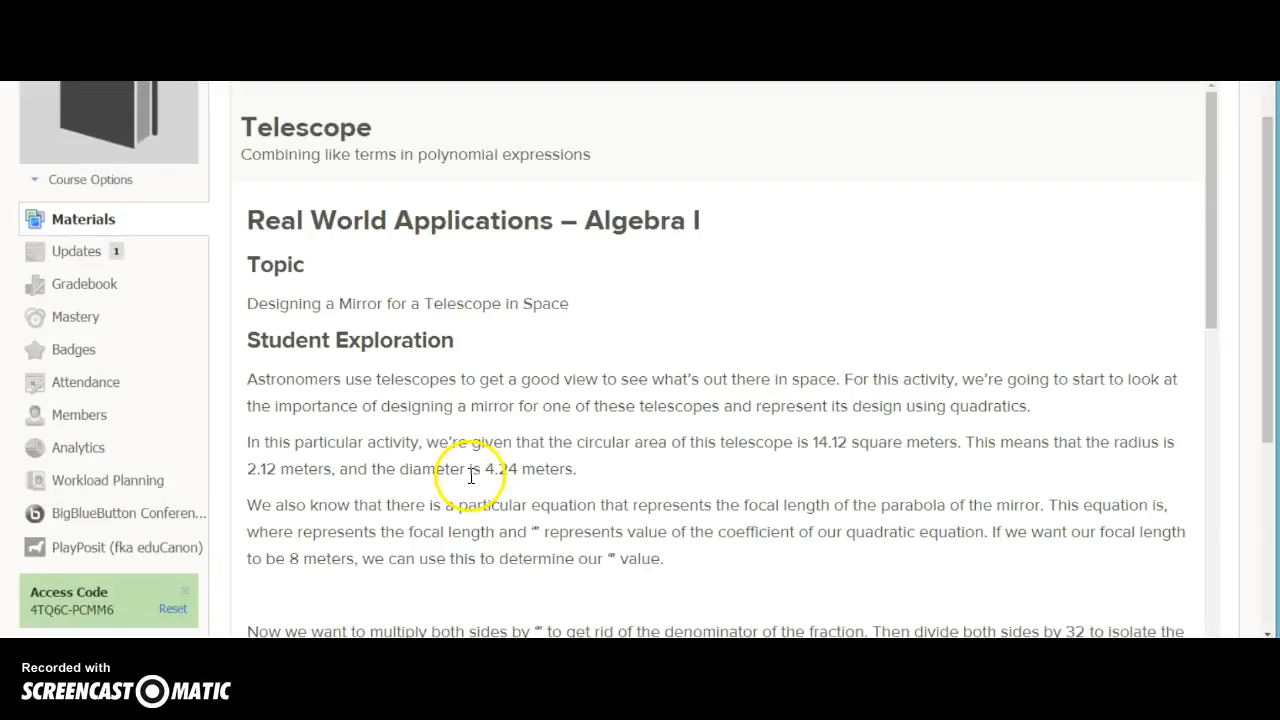 Telescope
Combining like terms in polynomial expressions
Course Options
Real World Applications – Algebra I
Materials
Updates 1
Topic
Gradebook
Designing a Mirror for a Telescope in Space
Mastery
Student Exploration
Badges
Astronomers use telescopes to get a good view to see what's out there in space. For this activity, we're going to start to look at
Attendance
the importance of designing a mirror for one of these telescopes and represent its design using quadratics.
Members
In this particular activity, we're given that the circular area of this telescope is 14.12 square meters. This means that the radius is
Analytics
2.12 meters, and the diameter is 4.24 meters.
Workload Planning
We also know that there is a particular equation that represents the focal length of the parabola of the mirror. This equation is,
BigBlueButton Conferen...
where represents the focal length and “” represents value of the coefficient of our quadratic equation. If we want our focal length
PlayPosit (fka eduCanon)
to be 8 meters, we can use this to determine our “” value.
Access Code
4TQ6C-PCMM6 Reset
Now we want to multiply both sides by “” to get rid of the denominator of the fraction. Then divide both sides by 32 to isolate the
Recorded with
SCREENCAST MATIC